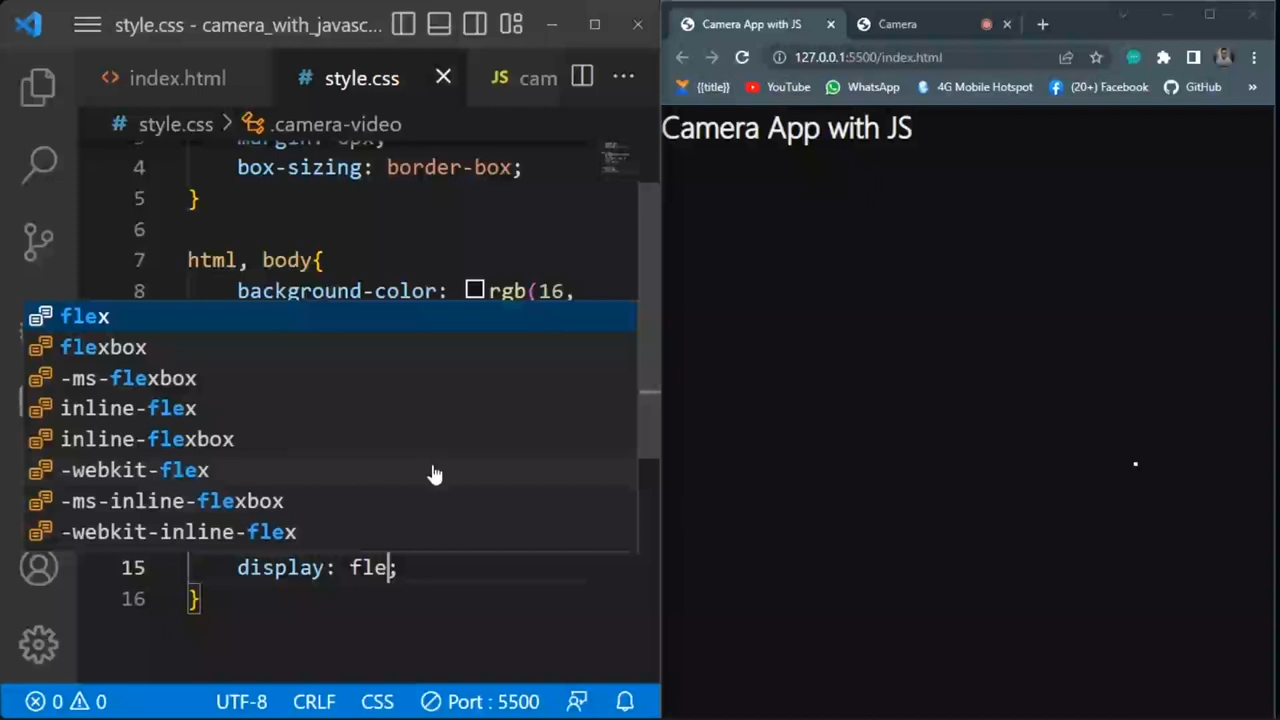 style.css - camera_with_javasc...
index.html
# style.css
JS cam
# style.css > .camera-video
4 box-sizing: border-box;
5 }
6
7 html, body{
8 background-color: rgb(16,
flex
flexbox
-ms-flexbox
inline-flex
inline-flexbox
-webkit-flex
-ms-inline-flexbox
-webkit-inline-flex
15 display: fle;
16 }
0 0 UTF-8 CRLF CSS Port : 5500
Camera App with JS
Camera
127.0.0.1:5500/index.html
{{title}} YouTube WhatsApp 4G Mobile Hotspot (20+) Facebook GitHub »
Camera App with JS